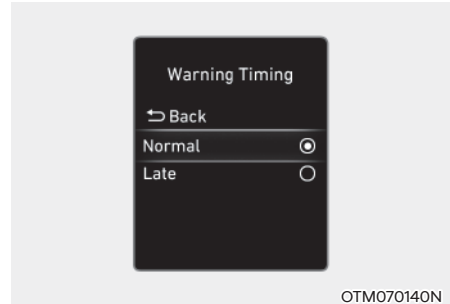 Warning Timing
⮌ Back
Normal
Late
OTM070140N